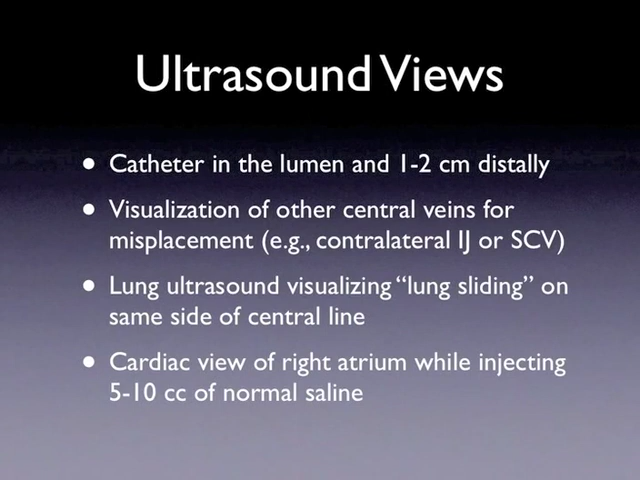 Ultrasound Views
• Catheter in the lumen and 1-2 cm distally
• Visualization of other central veins for
misplacement (e.g., contralateral IJ or SCV)
• Lung ultrasound visualizing “lung sliding” on
same side of central line
• Cardiac view of right atrium while injecting
5-10 cc of normal saline